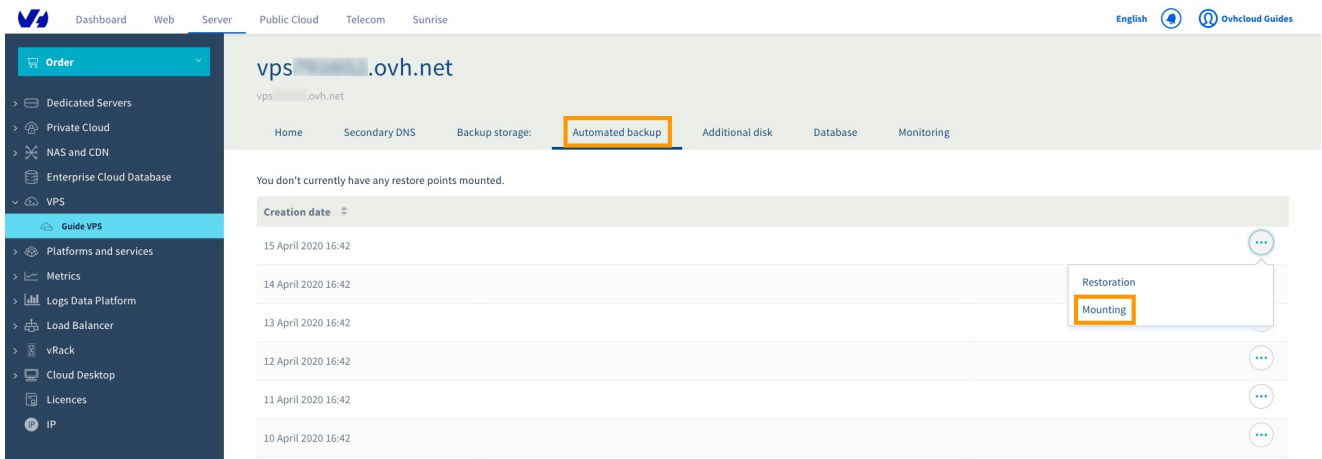 Dashboard Web Server Public Cloud Telecom Sunrise English Ovhcloud Guides
Order
Dedicated Servers
Private Cloud
NAS and CDN
Enterprise Cloud Database
VPS
Guide VPS
Platforms and services
Metrics
Logs Data Platform
Load Balancer
vRack
Cloud Desktop
Licences
IP IP
vps .ovh.net
vps .ovh.net
Home Secondary DNS Backup storage: Automated backup Additional disk Database Monitoring
You don't currently have any restore points mounted.
Creation date
15 April 2020 16:42
14 April 2020 16:42
13 April 2020 16:42
12 April 2020 16:42
11 April 2020 16:42
10 April 2020 16:42
Restoration
Mounting